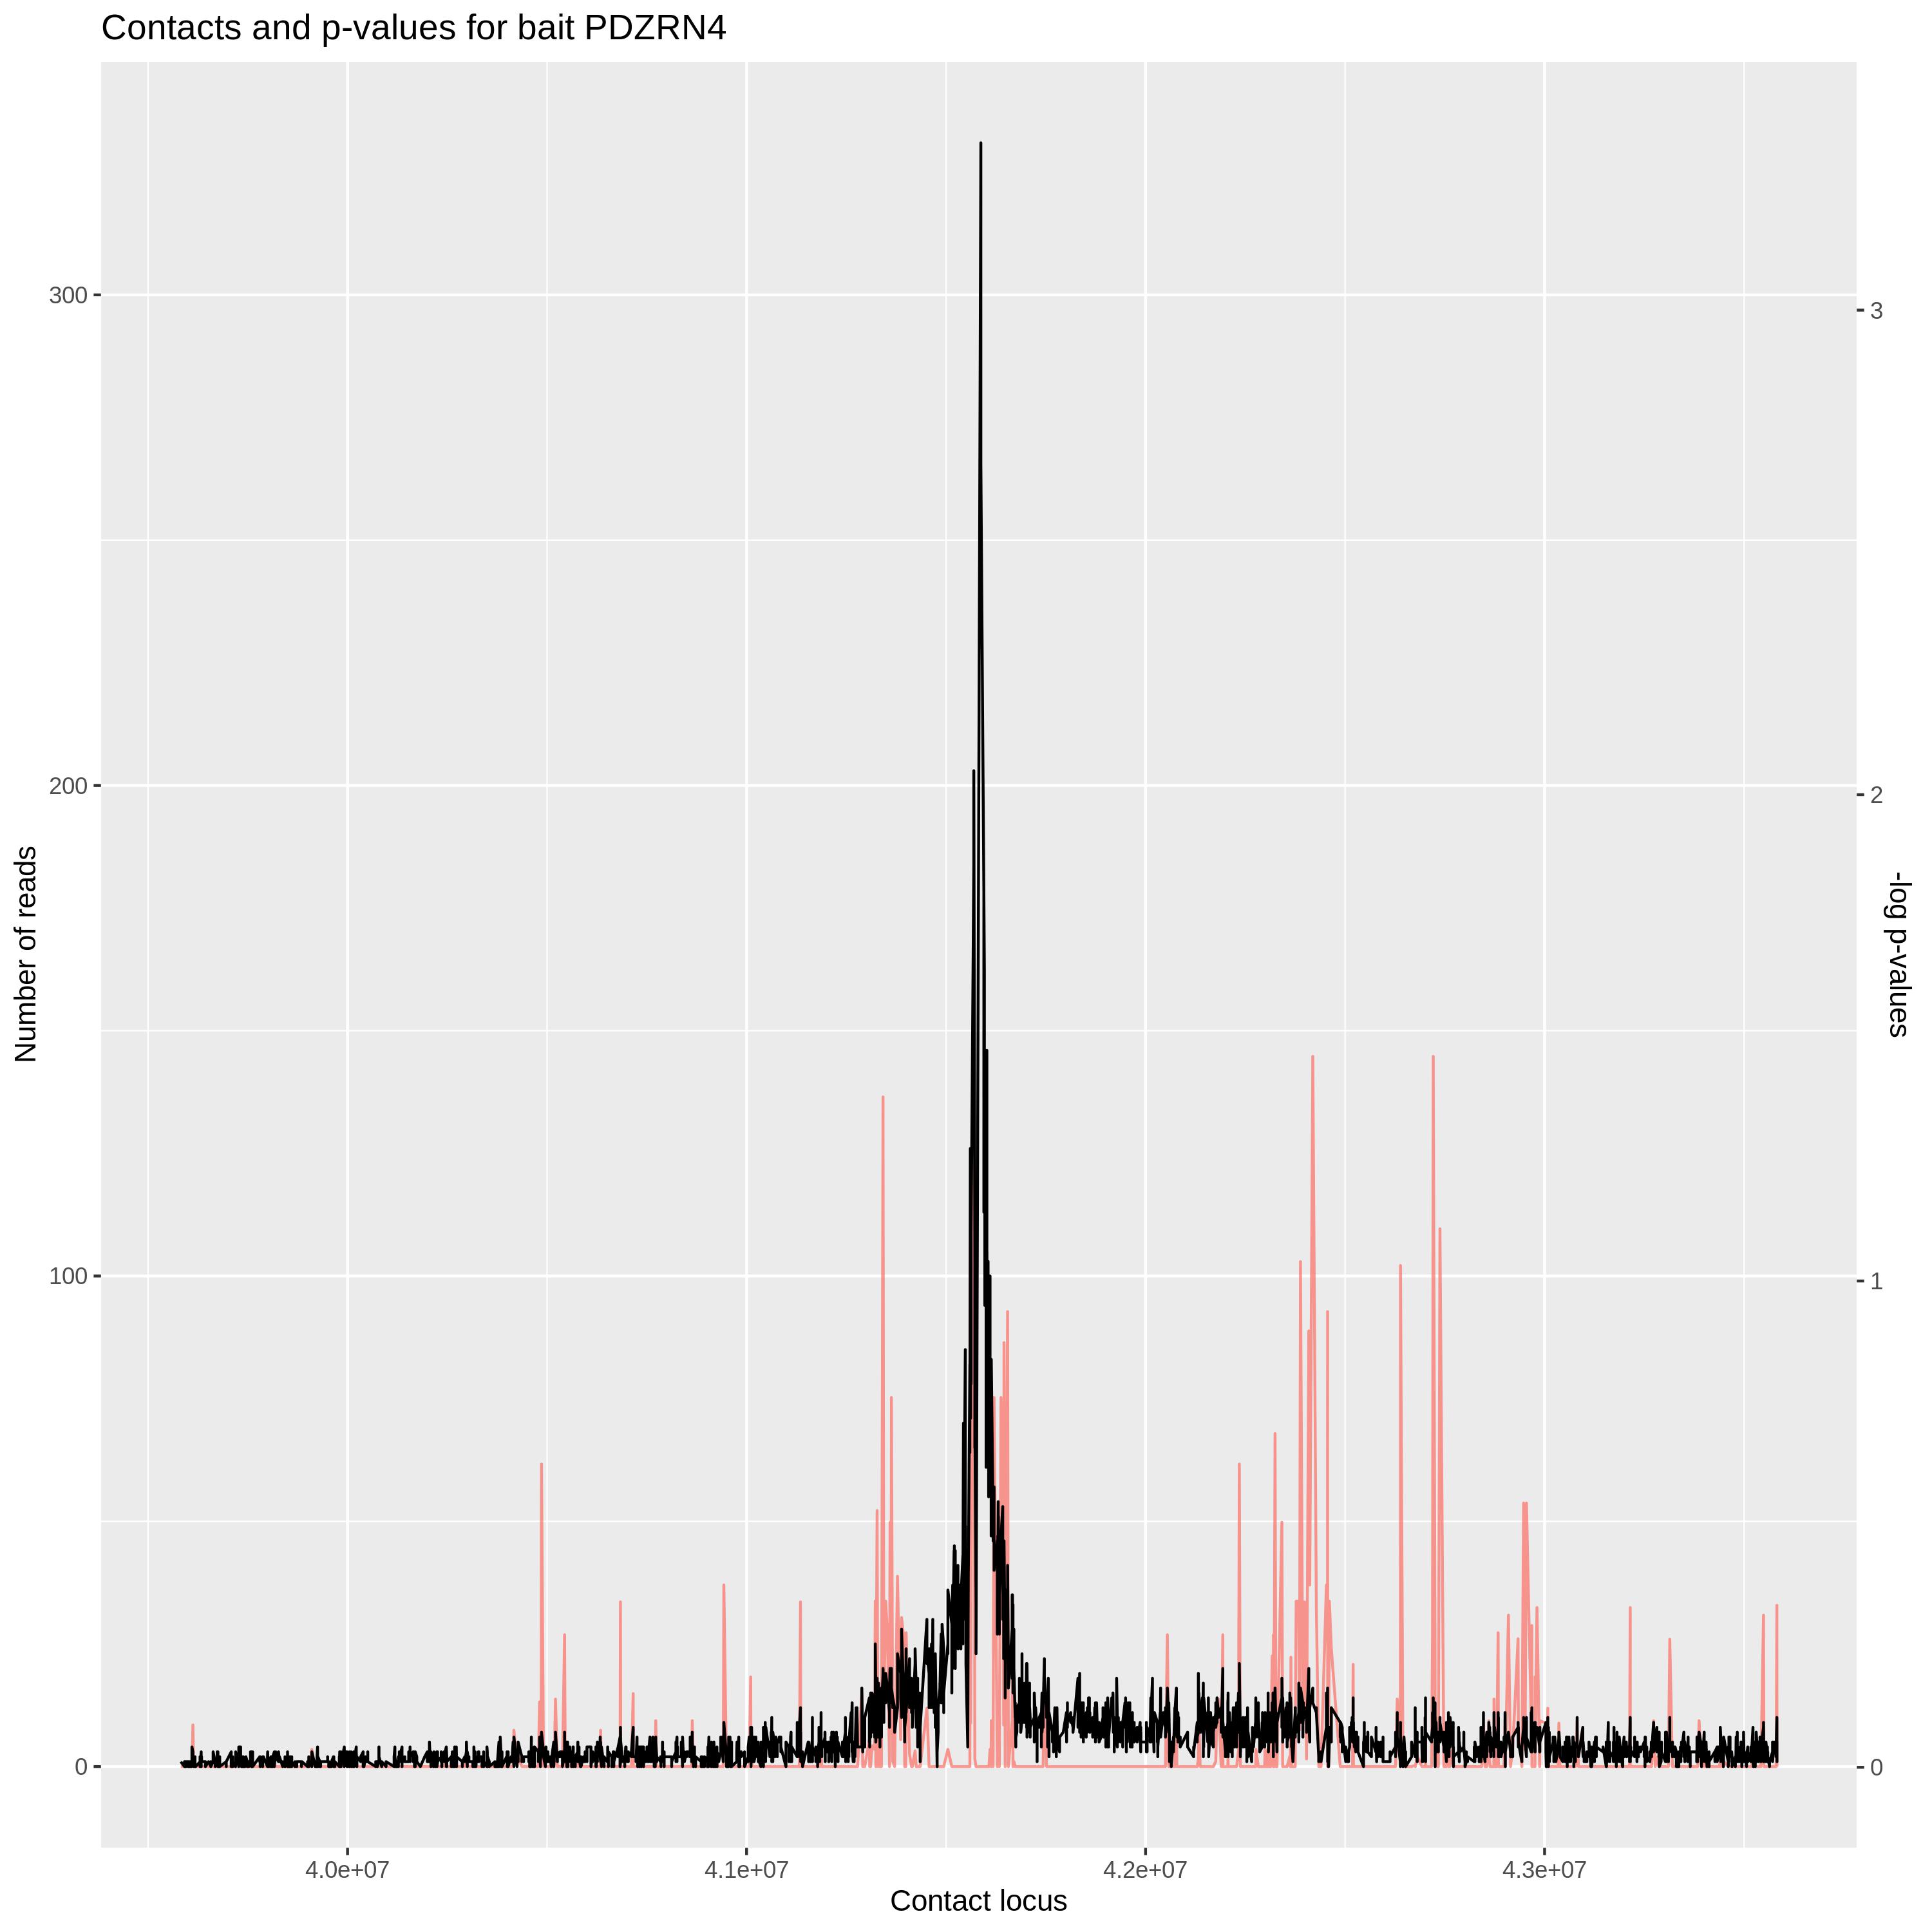 Contacts and p-values for bait PDZRN4
300
200
100
0
3
2
1
0
Number of reads
-log p-values
4.0e+07
4.1e+07
4.2e+07
4.3e+07
Contact locus